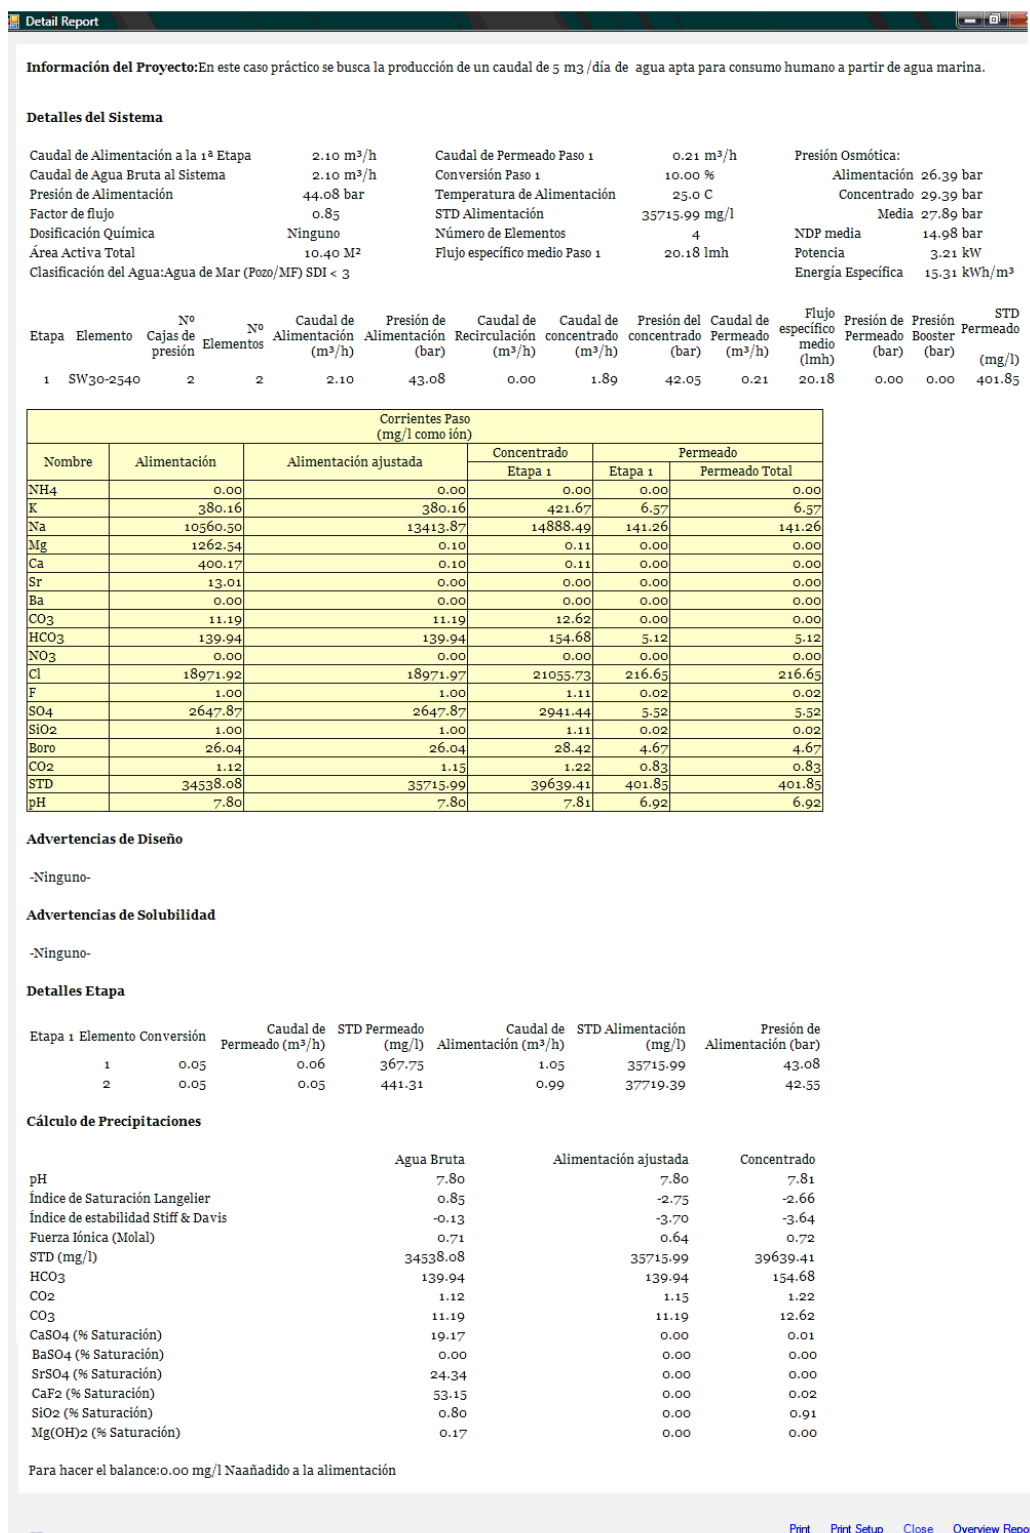 Detail Report
Información del Proyecto:En este caso práctico se busca la producción de un caudal de 5 m3 /día de agua apta para consumo humano a partir de agua marina.
Detalles del Sistema
Caudal de Alimentación a la 1ª Etapa 2.10 m³/h Caudal de Permeado Paso 1 0.21 m³/h Presión Osmótica:
Caudal de Agua Bruta al Sistema 2.10 m³/h Conversión Paso 1 10.00 % Alimentación 26.39 bar
Presión de Alimentación 44.08 bar Temperatura de Alimentación 25.0 C Concentrado 29.39 bar
Factor de flujo 0.85 STD Alimentación 35715.99 mg/l Media 27.89 bar
Dosificación Química Ninguno Número de Elementos 4 NDP media 14.98 bar
Área Activa Total 10.40 M² Flujo específico medio Paso 1 20.18 lmh Potencia 3.21 kW
Clasificación del Agua:Agua de Mar (Pozo/MF) SDI < 3 Energía Específica 15.31 kWh/m³
Etapa Elemento Nº Cajas de presión Nº Elementos Caudal de Alimentación (m³/h) Presión de Alimentación (bar) Caudal de Recirculación (m³/h) Caudal de concentrado (m³/h) Presión del concentrado (bar) Caudal de Permeado (m³/h) Flujo específico medio (lmh) Presión de Permeado (bar) Presión Booster (bar) STD Permeado (mg/l)
1 SW30-2540 2 2 2.10 43.08 0.00 1.89 42.05 0.21 20.18 0.00 0.00 401.85
Corrientes Paso
(mg/l como ión)
Nombre Alimentación Alimentación ajustada Concentrado Permeado
Etapa 1 Etapa 1 Permeado Total
NH4 0.00 0.00 0.00 0.00 0.00
K 380.16 380.16 421.67 6.57 6.57
Na 10560.50 13413.87 14888.49 141.26 141.26
Mg 1262.54 0.10 0.11 0.00 0.00
Ca 400.17 0.10 0.11 0.00 0.00
Sr 13.01 0.00 0.00 0.00 0.00
Ba 0.00 0.00 0.00 0.00 0.00
CO3 11.19 11.19 12.62 0.00 0.00
HCO3 139.94 139.94 154.68 5.12 5.12
NO3 0.00 0.00 0.00 0.00 0.00
Cl 18971.92 18971.97 21055.73 216.65 216.65
F 1.00 1.00 1.11 0.02 0.02
SO4 2647.87 2647.87 2941.44 5.52 5.52
SiO2 1.00 1.00 1.11 0.02 0.02
Boro 26.04 26.04 28.42 4.67 4.67
CO2 1.12 1.15 1.22 0.83 0.83
STD 34538.08 35715.99 39639.41 401.85 401.85
pH 7.80 7.80 7.81 6.92 6.92
Advertencias de Diseño
-Ninguno-
Advertencias de Solubilidad
-Ninguno-
Detalles Etapa
Etapa 1 Elemento Conversión Caudal de Permeado (m³/h) STD Permeado (mg/l) Caudal de Alimentación (m³/h) STD Alimentación (mg/l) Presión de Alimentación (bar)
1 0.05 0.06 367.75 1.05 35715.99 43.08
2 0.05 0.05 441.31 0.99 37719.39 42.55
Cálculo de Precipitaciones
Agua Bruta Alimentación ajustada Concentrado
pH 7.80 7.80 7.81
Índice de Saturación Langelier 0.85 -2.75 -2.66
Índice de estabilidad Stiff & Davis -0.13 -3.70 -3.64
Fuerza Iónica (Molal) 0.71 0.64 0.72
STD (mg/l) 34538.08 35715.99 39639.41
HCO3 139.94 139.94 154.68
CO2 1.12 1.15 1.22
CO3 11.19 11.19 12.62
CaSO4 (% Saturación) 19.17 0.00 0.01
BaSO4 (% Saturación) 0.00 0.00 0.00
SrSO4 (% Saturación) 24.34 0.00 0.00
CaF2 (% Saturación) 53.15 0.00 0.02
SiO2 (% Saturación) 0.80 0.00 0.91
Mg(OH)2 (% Saturación) 0.17 0.00 0.00
Para hacer el balance:0.00 mg/l Naañadido a la alimentación
Print Print Setup Close Overview Repo